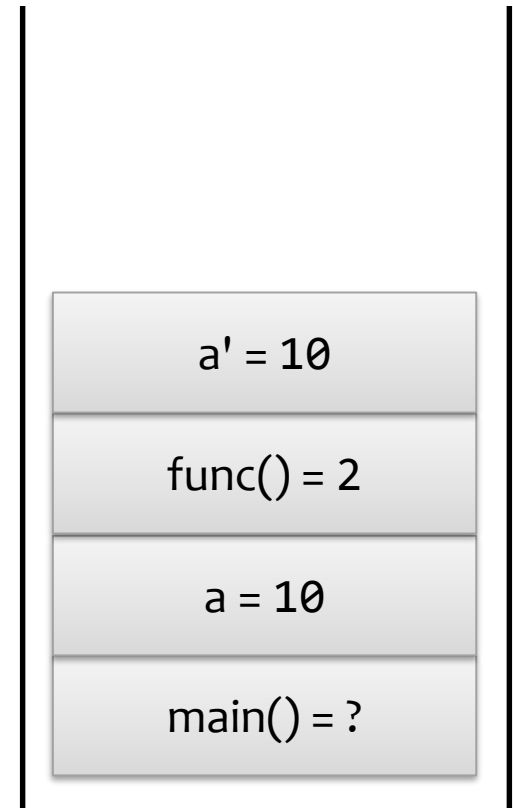 a' = 10
func() = 2
a = 10
main() = ?